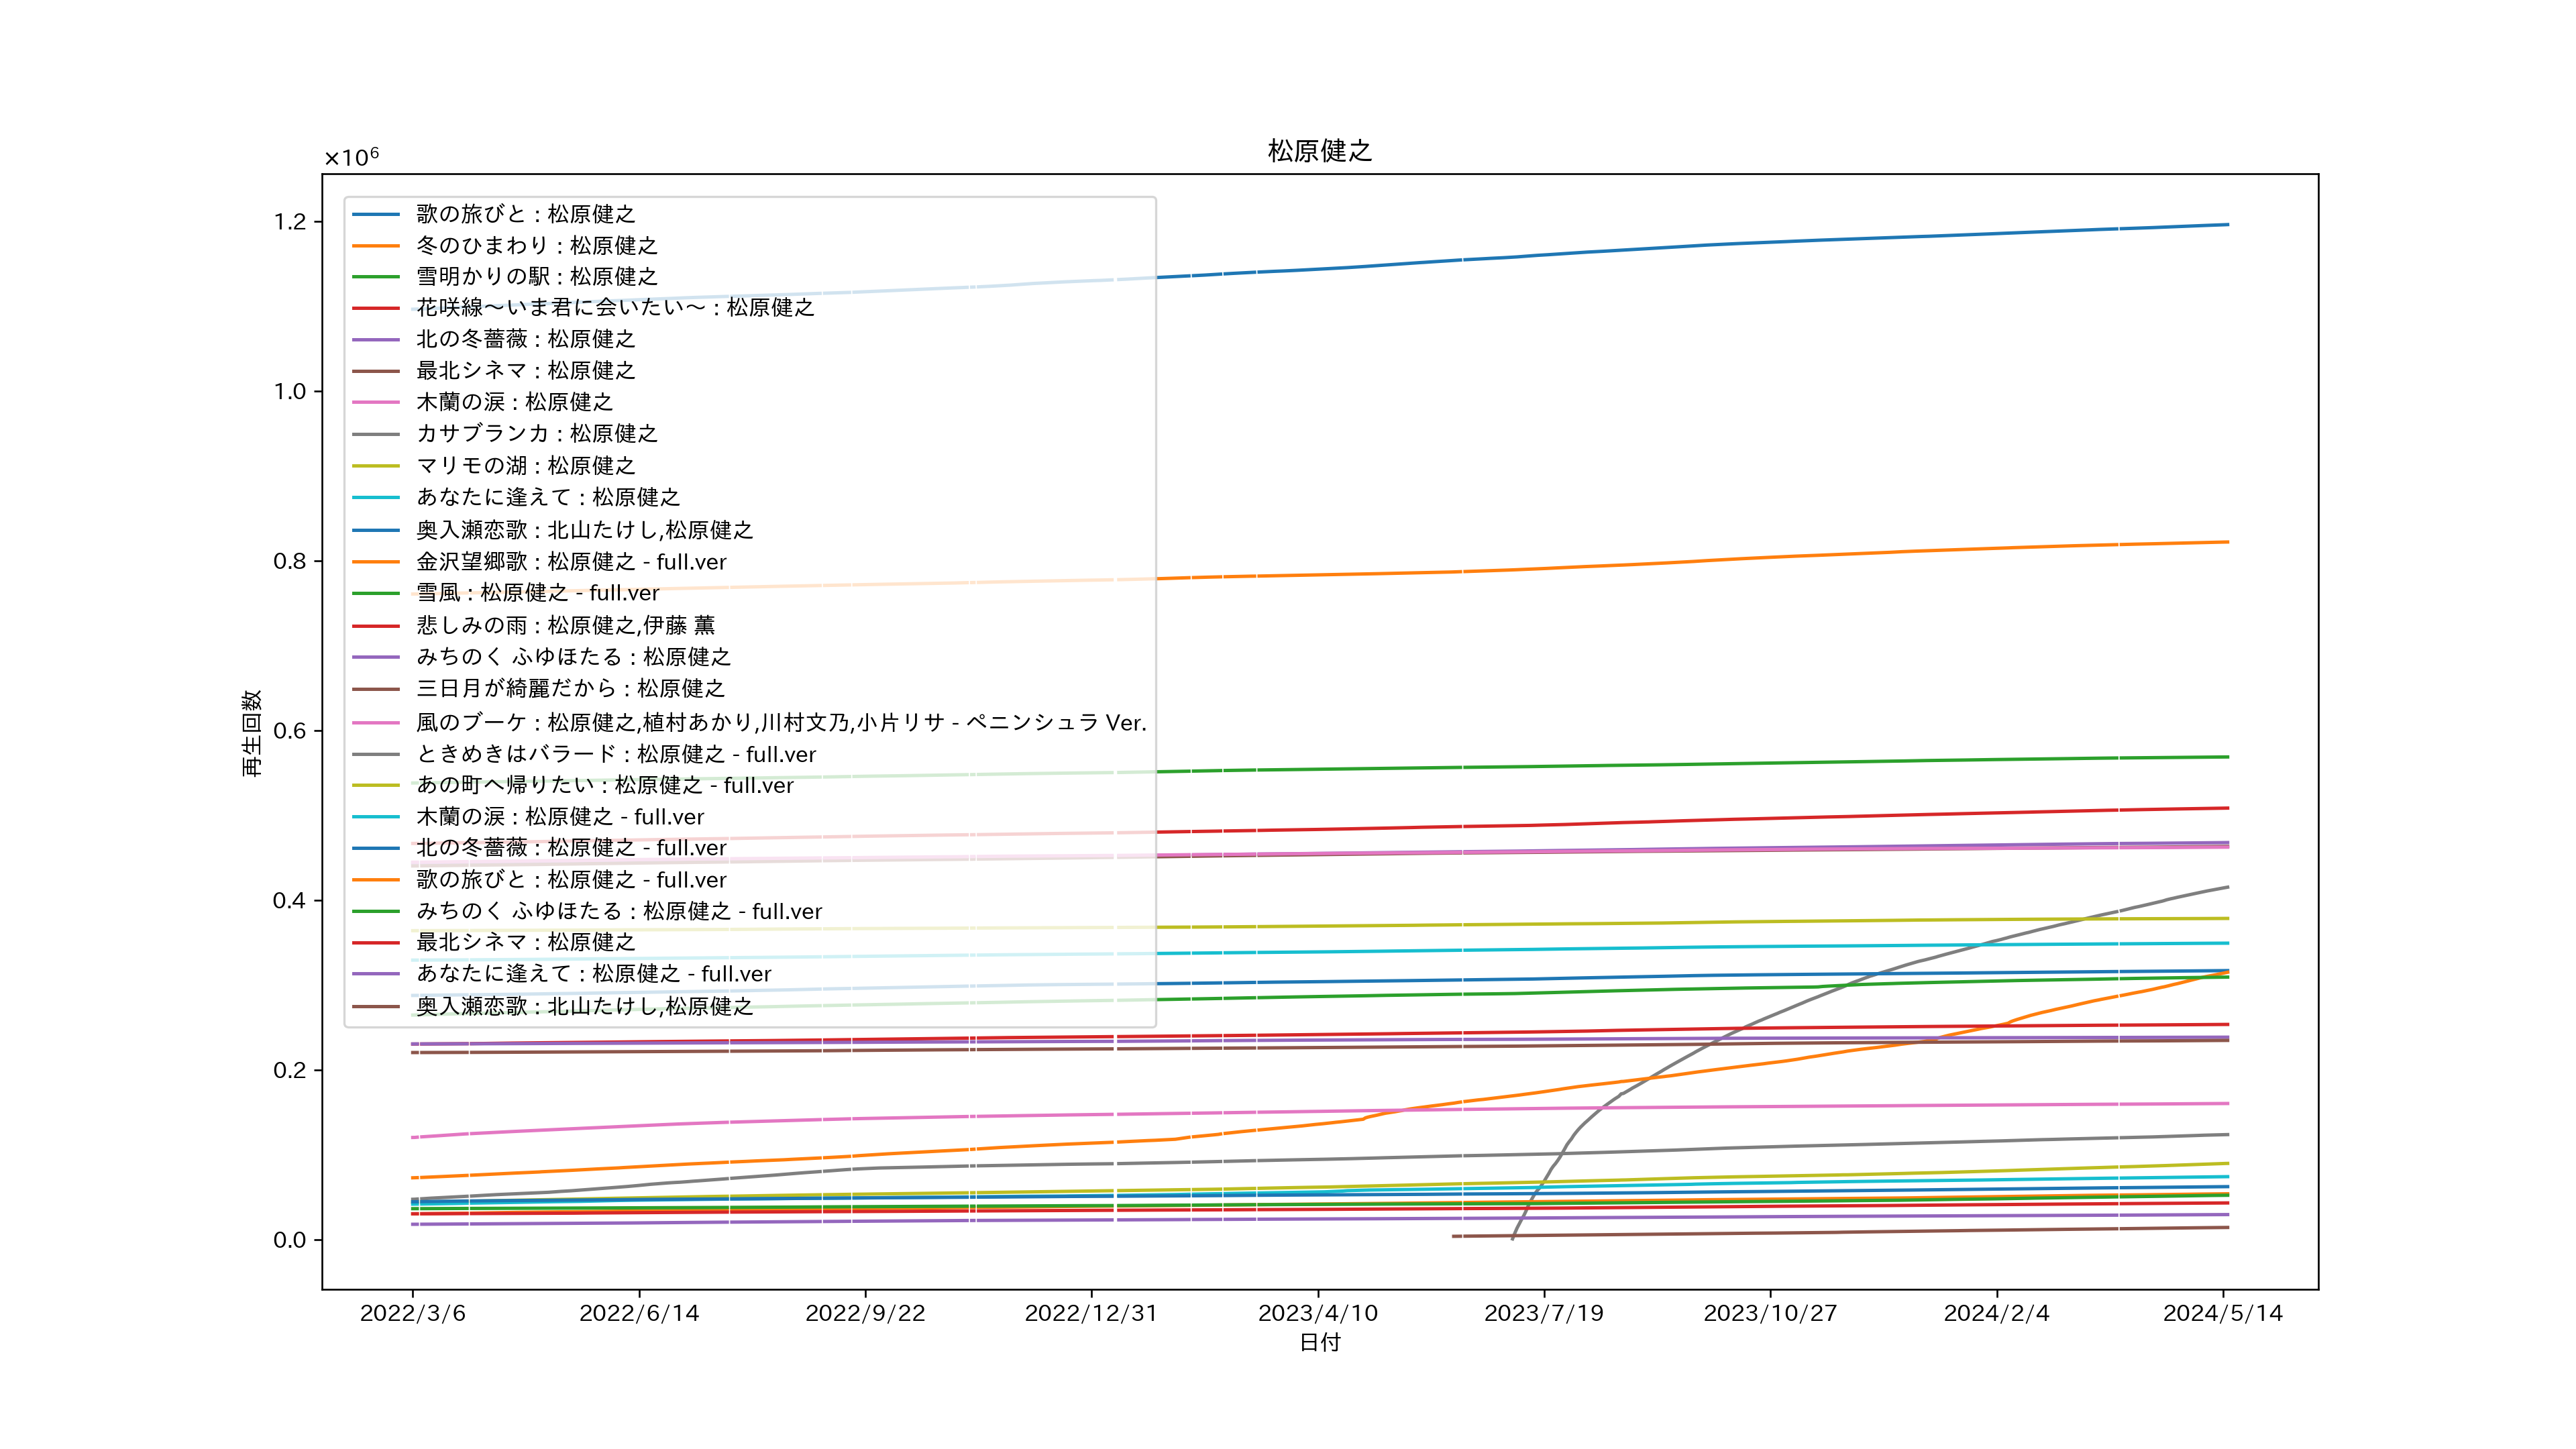 松原健之
×10⁶
1.2
1.0
0.8
0.6
0.4
0.2
0.0
再生回数
歌の旅びと : 松原健之
冬のひまわり : 松原健之
雪明かりの駅 : 松原健之
花咲線～いま君に会いたい～ : 松原健之
北の冬薔薇 : 松原健之
最北シネマ : 松原健之
木蘭の涙 : 松原健之
カサブランカ : 松原健之
マリモの湖 : 松原健之
あなたに逢えて : 松原健之
奥入瀬恋歌 : 北山たけし,松原健之
金沢望郷歌 : 松原健之 - full.ver
雪風 : 松原健之 - full.ver
悲しみの雨 : 松原健之,伊藤 薫
みちのく ふゆほたる : 松原健之
三日月が綺麗だから : 松原健之
風のブーケ : 松原健之,植村あかり,川村文乃,小片リサ - ペニンシュラ Ver.
ときめきはバラード : 松原健之 - full.ver
あの町へ帰りたい : 松原健之 - full.ver
木蘭の涙 : 松原健之 - full.ver
北の冬薔薇 : 松原健之 - full.ver
歌の旅びと : 松原健之 - full.ver
みちのく ふゆほたる : 松原健之 - full.ver
最北シネマ : 松原健之
あなたに逢えて : 松原健之 - full.ver
奥入瀬恋歌 : 北山たけし,松原健之
2022/3/6 2022/6/14 2022/9/22 2022/12/31 2023/4/10 2023/7/19 2023/10/27 2024/2/4 2024/5/14
日付